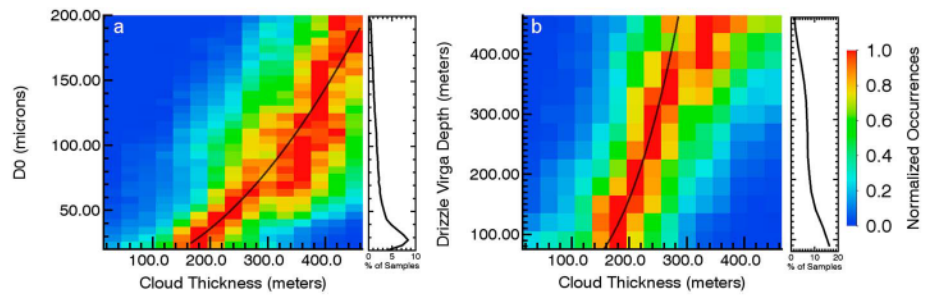 a
D0 (microns)
200.00
150.00
100.00
50.00
100.0 200.0 300.0 400.0
Cloud Thickness (meters)
0 5 10
% of Samples
b
Drizzle Virga Depth (meters)
400.00
300.00
200.00
100.00
100.0 200.0 300.0 400.0
Cloud Thickness (meters)
0 10 20
% of Samples
1.0
0.8
0.6
0.4
0.2
0.0
Normalized Occurrences